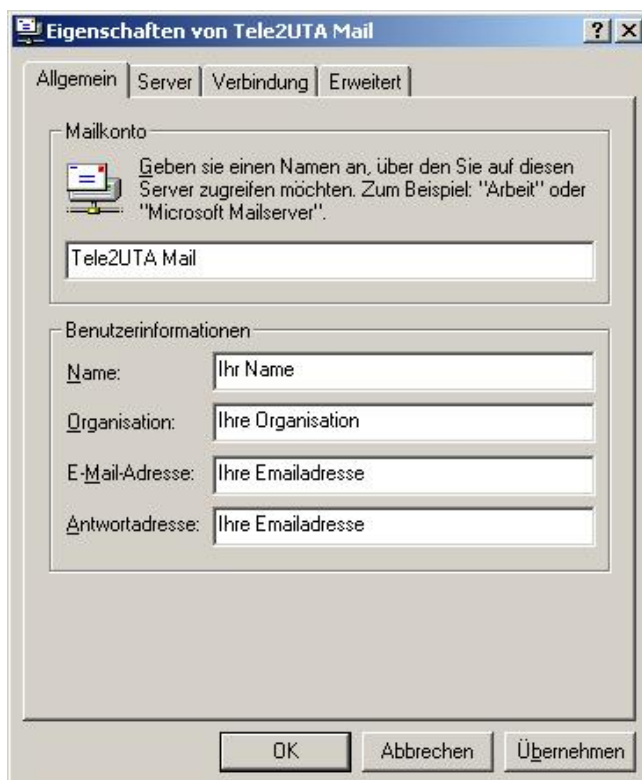 Eigenschaften von Tele2UTA Mail
Allgemein Server Verbindung Erweitert
Mailkonto
Geben sie einen Namen an, über den Sie auf diesen
Server zugreifen möchten. Zum Beispiel: "Arbeit" oder
"Microsoft Mailserver".
Tele2UTA Mail
Benutzerinformationen
Name: Ihr Name
Organisation: Ihre Organisation
E-Mail-Adresse: Ihre Emailadresse
Antwortadresse: Ihre Emailadresse
OK Abbrechen Übernehmen